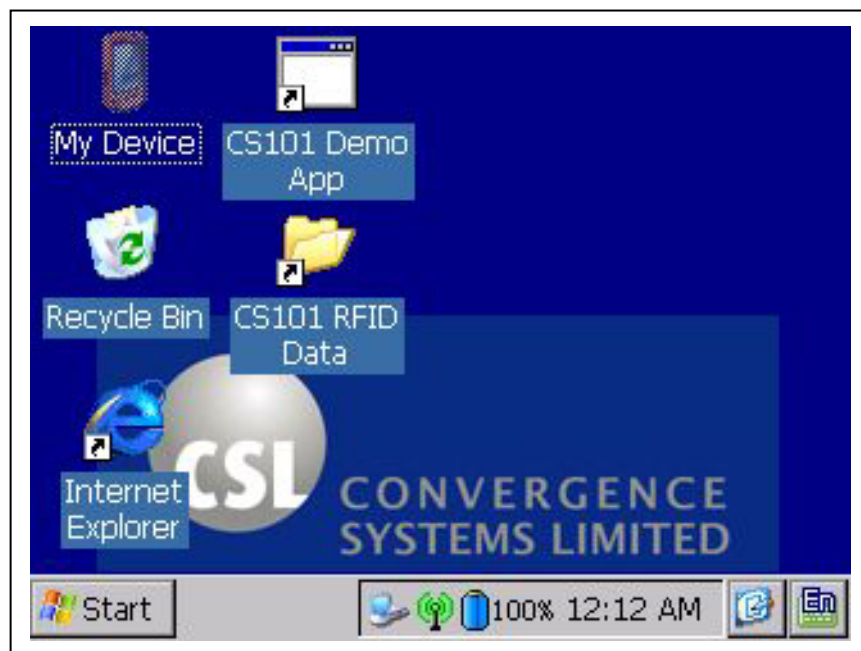 My Device
CS101 Demo
App
Recycle Bin
CS101 RFID
Data
Internet
Explorer
CSL
CONVERGENCE
SYSTEMS LIMITED
Start
100% 12:12 AM
En